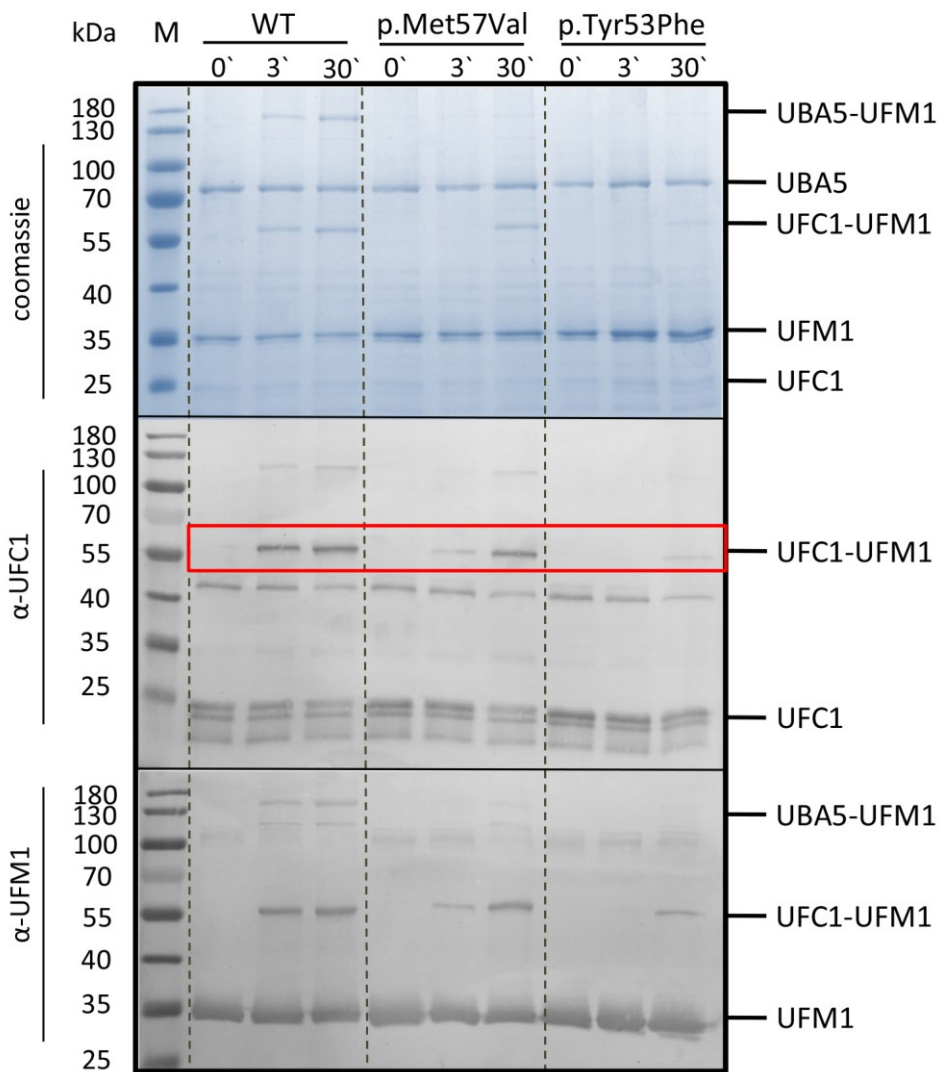 kDa M WT p.Met57Val p.Tyr53Phe
0` 3` 30` 0` 3` 30` 0` 3` 30`
coomassie
180
130
100
70
55
40
35
25
UBA5-UFM1
UBA5
UFC1-UFM1
UFM1
UFC1
α-UFC1
180
130
100
70
55
40
35
25
UFC1-UFM1
UFC1
α-UFM1
180
130
100
70
55
40
35
25
UBA5-UFM1
UFC1-UFM1
UFM1